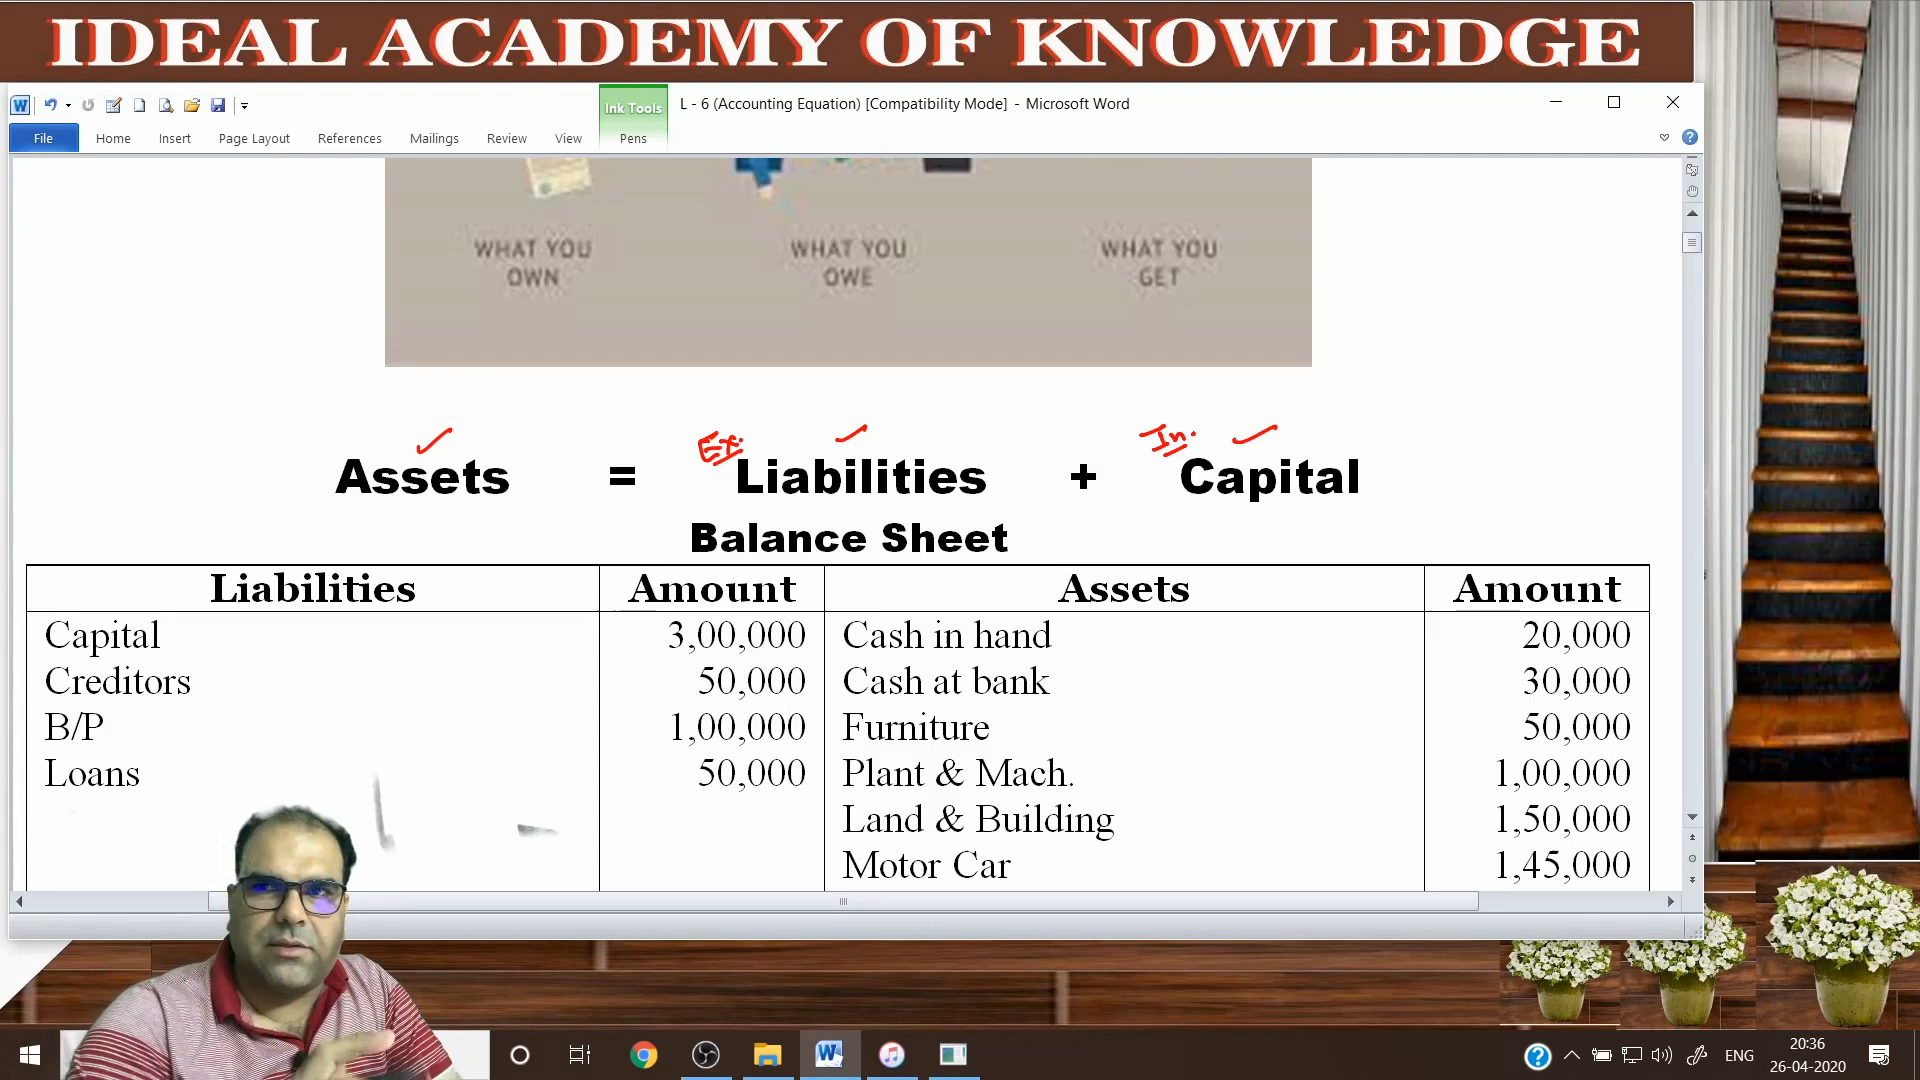 IDEAL ACADEMY OF KNOWLEDGE
L - 6 (Accounting Equation) [Compatibility Mode] - Microsoft Word
Ink Tools
File Home Insert Page Layout References Mailings Review View Pens
WHAT YOU OWN
WHAT YOU OWE
WHAT YOU GET
Ex. In.
Assets = Liabilities + Capital
Balance Sheet
Liabilities Amount Assets Amount
Capital 3,00,000 Cash in hand 20,000
Creditors 50,000 Cash at bank 30,000
B/P 1,00,000 Furniture 50,000
Loans 50,000 Plant & Mach. 1,00,000
Land & Building 1,50,000
Motor Car 1,45,000
ENG
20:36
26-04-2020